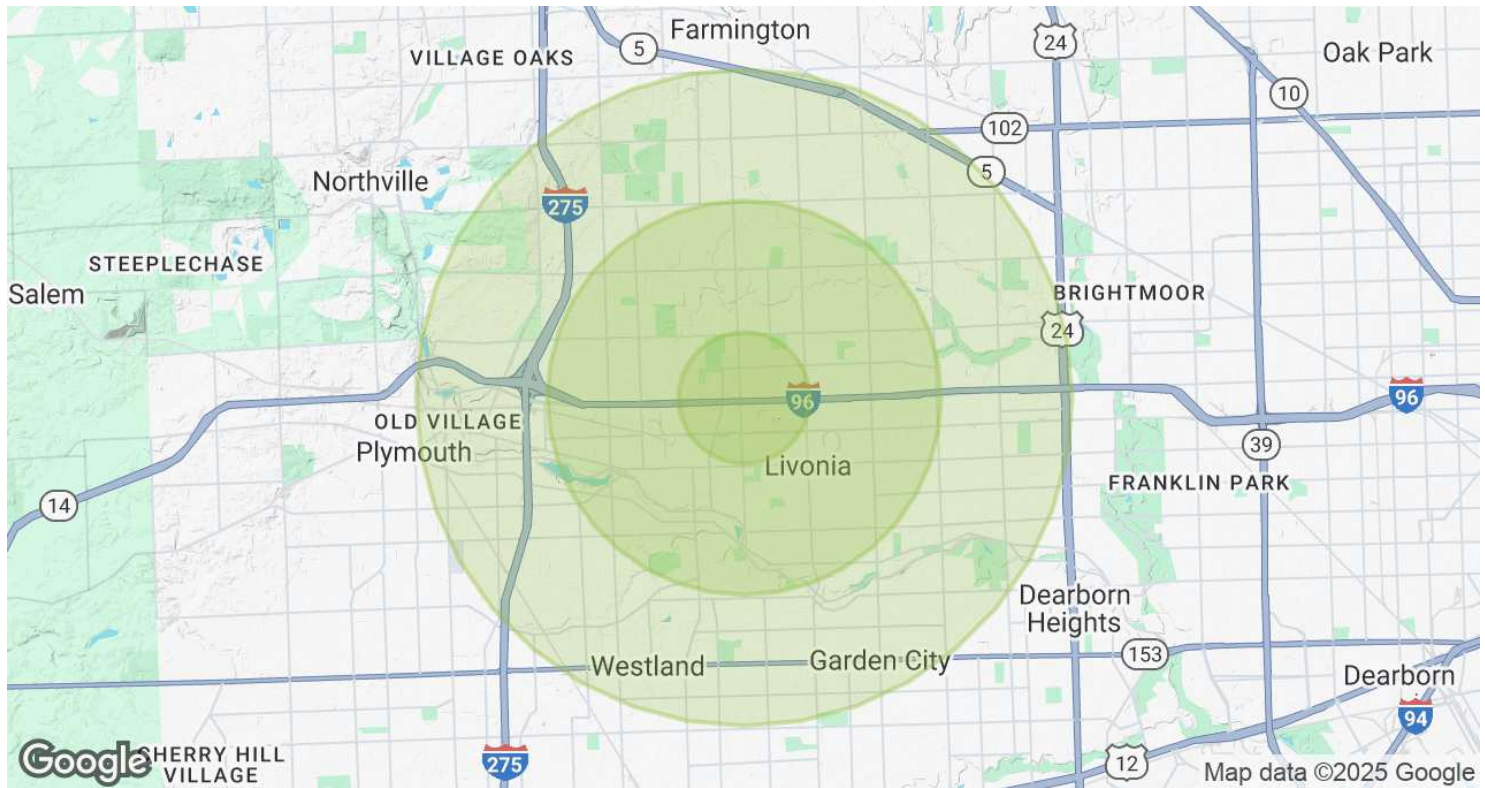 Farmington
VILLAGE OAKS
5
24
Oak Park
10
102
5
Northville
275
STEEPLECHASE
Salem
BRIGHTMOOR
24
96
96
OLD VILLAGE
Plymouth
39
Livonia
FRANKLIN PARK
14
Dearborn
Heights
153
Westland
Garden City
Dearborn
94
275
12
Google
CHERRY HILL
VILLAGE
Map data ©2025 Google